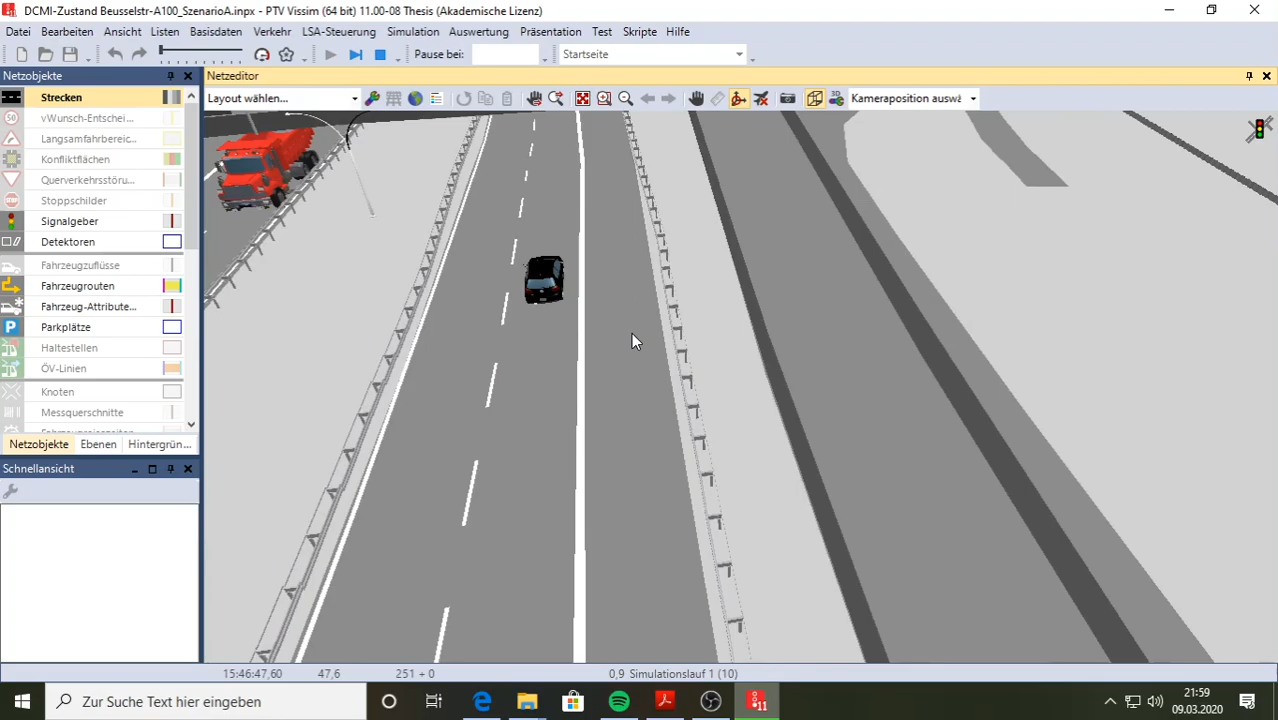 DCMI-Zustand Beusselstr-A100_SzenarioA.inpx - PTV Vissim (64 bit) 11.00-08 Thesis (Akademische Lizenz)
Datei Bearbeiten Ansicht Listen Basisdaten Verkehr LSA-Steuerung Simulation Auswertung Präsentation Test Skripte Hilfe
Pause bei: Startseite
Netzobjekte
Netzeditor
Layout wählen...
Kameraposition auswä
Strecken
vWunsch-Entschei...
Langsamfahrbereic...
Konfliktflächen
Querverkehrsstöru...
Stoppschilder
Signalgeber
Detektoren
Fahrzeugzuflüsse
Fahrzeugrouten
Fahrzeug-Attribute...
Parkplätze
Haltestellen
ÖV-Linien
Knoten
Messquerschnitte
Netzobjekte Ebenen Hintergrün...
Schnellansicht
15:46:47,60 47,6 251 + 0 0,9 Simulationslauf 1 (10)
Zur Suche Text hier eingeben
21:59
09.03.2020